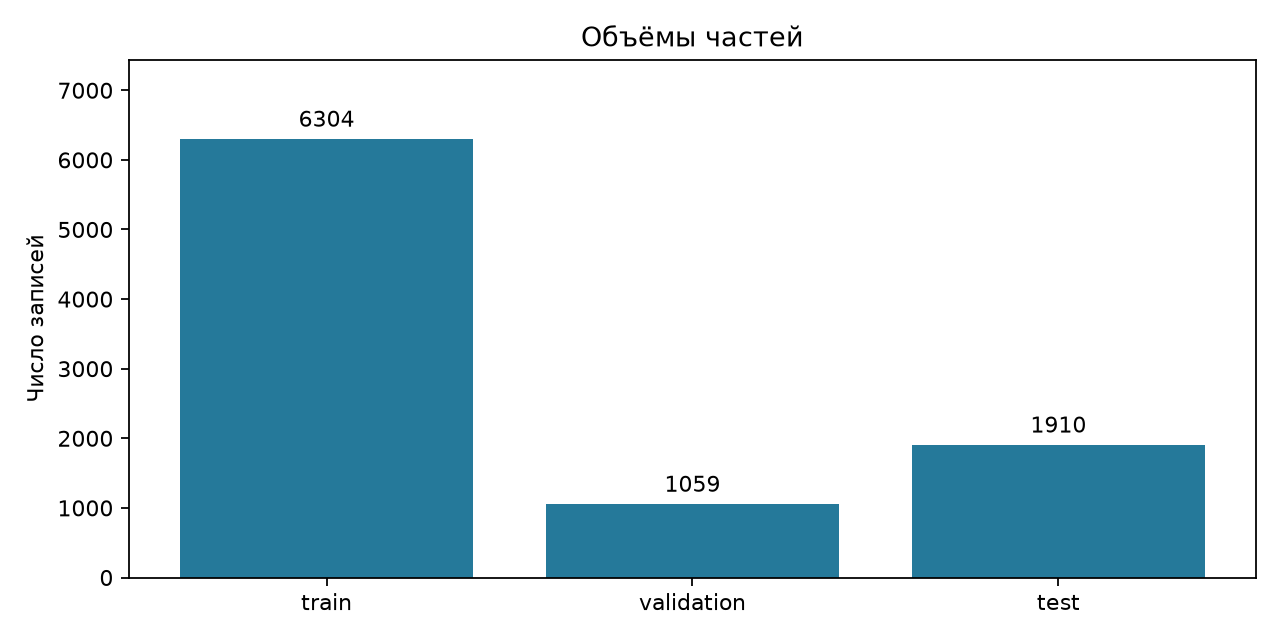 Объёмы частей
Число записей
7000
6000
5000
4000
3000
2000
1000
0
6304
1059
1910
train
validation
test